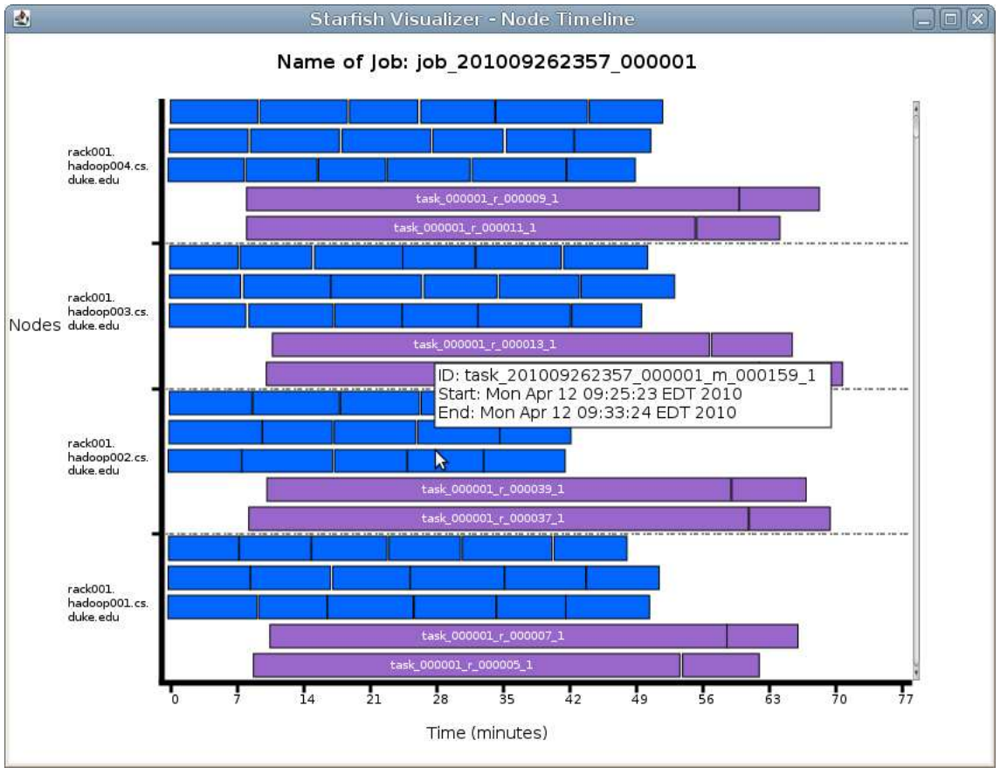 Starfish Visualizer - Node Timeline
Name of Job: job_201009262357_000001
rack001.
hadoop004.cs.
duke.edu
task_000001_r_000009_1
task_000001_r_000011_1
Nodes
rack001.
hadoop003.cs.
duke.edu
task_000001_r_000013_1
ID: task_201009262357_000001_m_000159_1
Start: Mon Apr 12 09:25:23 EDT 2010
End: Mon Apr 12 09:33:24 EDT 2010
rack001.
hadoop002.cs.
duke.edu
task_000001_r_000039_1
task_000001_r_000037_1
rack001.
hadoop001.cs.
duke.edu
task_000001_r_000007_1
task_000001_r_000005_1
0 7 14 21 28 35 42 49 56 63 70 77
Time (minutes)